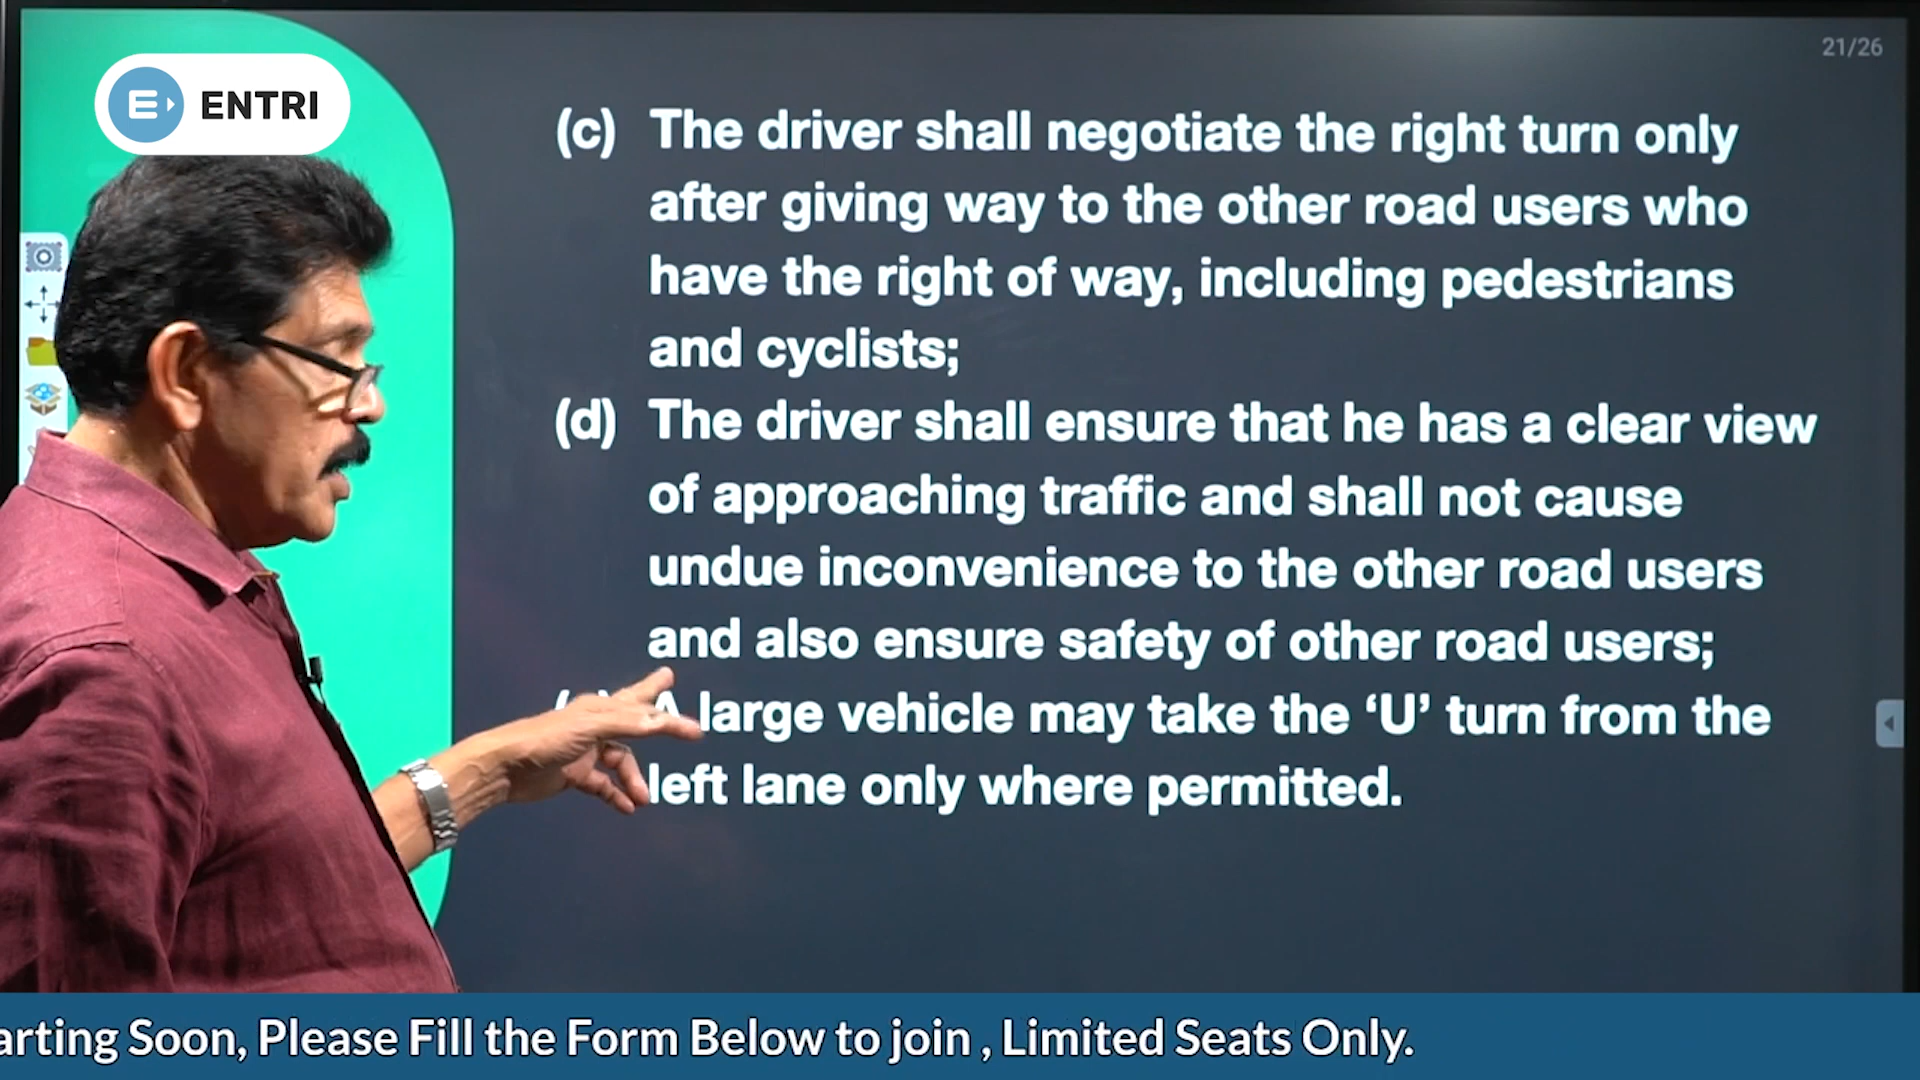 21/26
ENTRI
(c) The driver shall negotiate the right turn only
after giving way to the other road users who
have the right of way, including pedestrians
and cyclists;
(d) The driver shall ensure that he has a clear view
of approaching traffic and shall not cause
undue inconvenience to the other road users
and also ensure safety of other road users;
A large vehicle may take the ‘U’ turn from the
left lane only where permitted.
arting Soon, Please Fill the Form Below to join , Limited Seats Only.